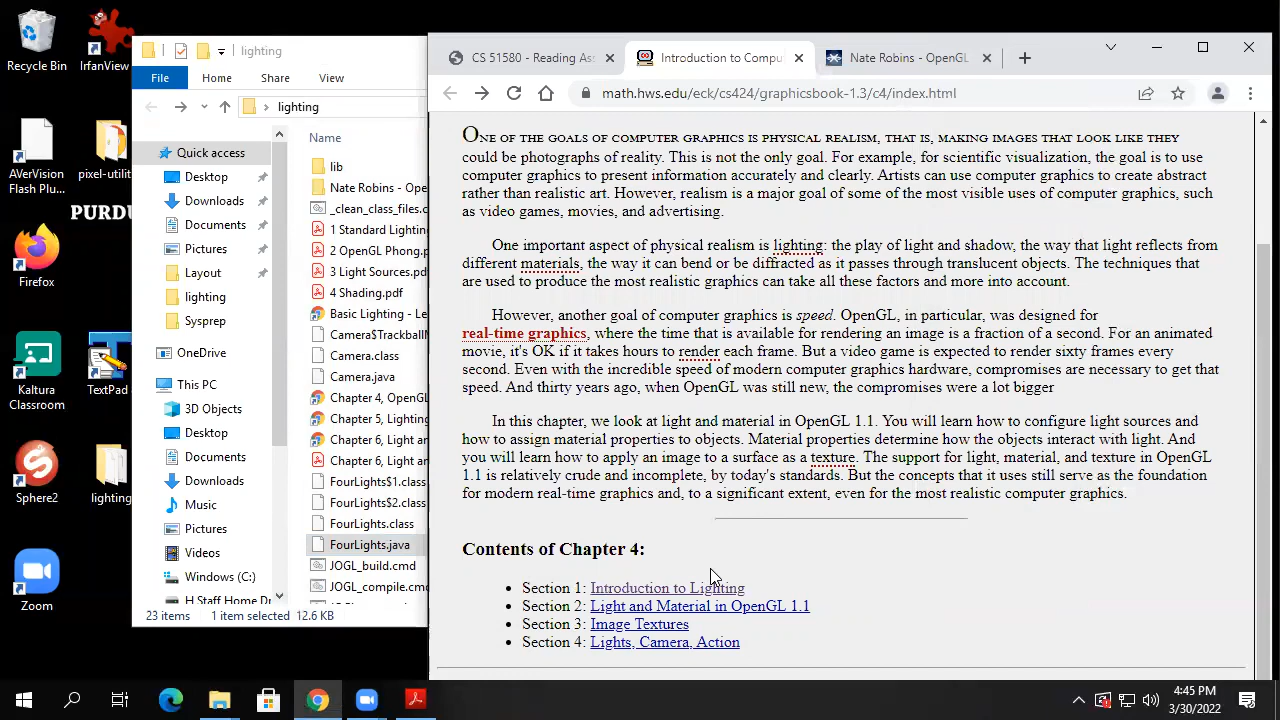 Recycle Bin
IrfanView
AVerVision
Flash Plu...
pixel-utilit
PURDU
Firefox
Kaltura
Classroom
TextPad
Sphere2
lighting
Zoom
lighting
File
Home
Share
View
lighting
Quick access
Desktop
Downloads
Documents
Pictures
Layout
lighting
Sysprep
OneDrive
This PC
3D Objects
Desktop
Documents
Downloads
Music
Pictures
Videos
Windows (C:)
H Staff Home Dr
Name
lib
Nate Robins - Ope
_clean_class_files.c
1 Standard Lighting
2 OpenGL Phong.p
3 Light Sources.pdf
4 Shading.pdf
Basic Lighting - Le
Camera$TrackballM
Camera.class
Camera.java
Chapter 4, OpenGL
Chapter 5, Lighting
Chapter 6, Light an
Chapter 6, Light an
FourLights$1.class
FourLights$2.class
FourLights.class
FourLights.java
JOGL_build.cmd
JOGL_compile.cmd
23 items
1 item selected 12.6 KB
CS 51580 - Reading Ass
Introduction to Compu
Nate Robins - OpenGL
math.hws.edu/eck/cs424/graphicsbook-1.3/c4/index.html
ONE OF THE GOALS OF COMPUTER GRAPHICS IS PHYSICAL REALISM, THAT IS, MAKING IMAGES THAT LOOK LIKE THEY
could be photographs of reality. This is not the only goal. For example, for scientific visualization, the goal is to use
computer graphics to present information accurately and clearly. Artists can use computer graphics to create abstract
rather than realistic art. However, realism is a major goal of some of the most visible uses of computer graphics, such
as video games, movies, and advertising.
One important aspect of physical realism is lighting: the play of light and shadow, the way that light reflects from
different materials, the way it can bend or be diffracted as it passes through translucent objects. The techniques that
are used to produce the most realistic graphics can take all these factors and more into account.
However, another goal of computer graphics is speed. OpenGL, in particular, was designed for
real-time graphics, where the time that is available for rendering an image is a fraction of a second. For an animated
movie, it's OK if it takes hours to render each frame. But a video game is expected to render sixty frames every
second. Even with the incredible speed of modern computer graphics hardware, compromises are necessary to get that
speed. And thirty years ago, when OpenGL was still new, the compromises were a lot bigger
In this chapter, we look at light and material in OpenGL 1.1. You will learn how to configure light sources and
how to assign material properties to objects. Material properties determine how the objects interact with light. And
you will learn how to apply an image to a surface as a texture. The support for light, material, and texture in OpenGL
1.1 is relatively crude and incomplete, by today's standards. But the concepts that it uses still serve as the foundation
for modern real-time graphics and, to a significant extent, even for the most realistic computer graphics.
Contents of Chapter 4:
• Section 1: Introduction to Lighting
• Section 2: Light and Material in OpenGL 1.1
• Section 3: Image Textures
• Section 4: Lights, Camera, Action
4:45 PM
3/30/2022